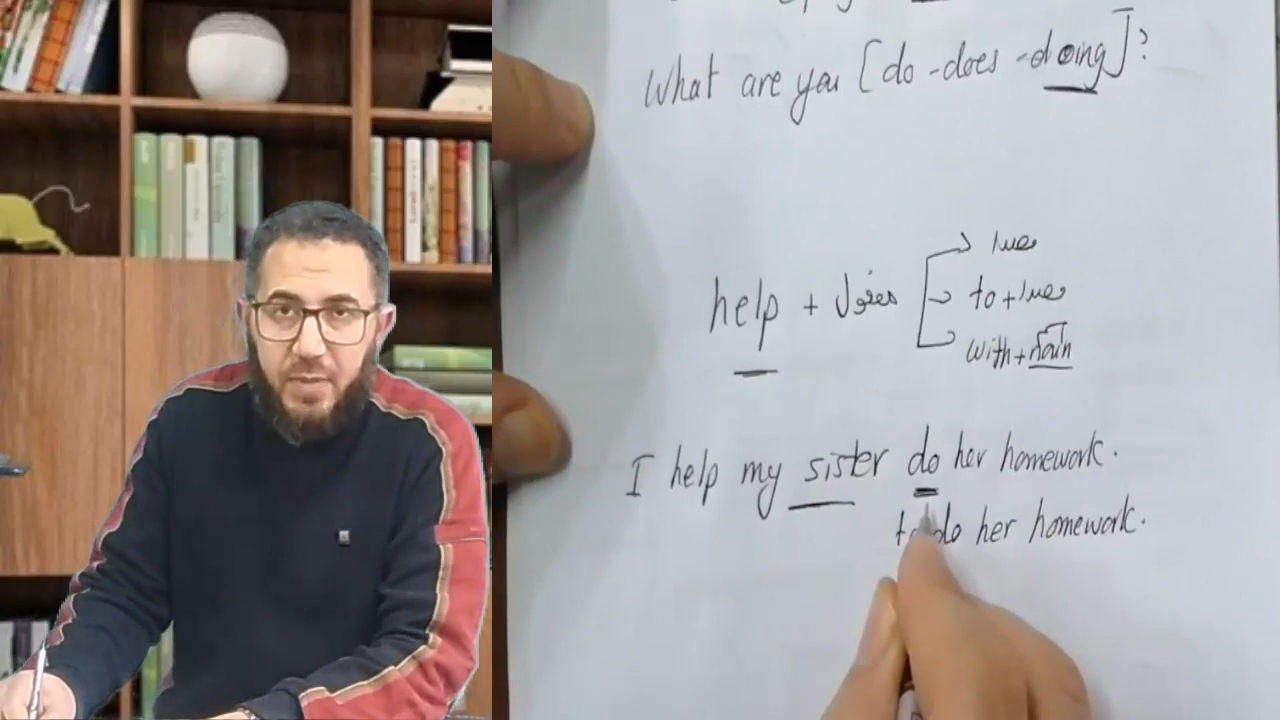 What are you [do - does - doing]?
help + مفعول
مصدر
to + مصدر
with + noun
I help my sister do her homework.
to do her homework.